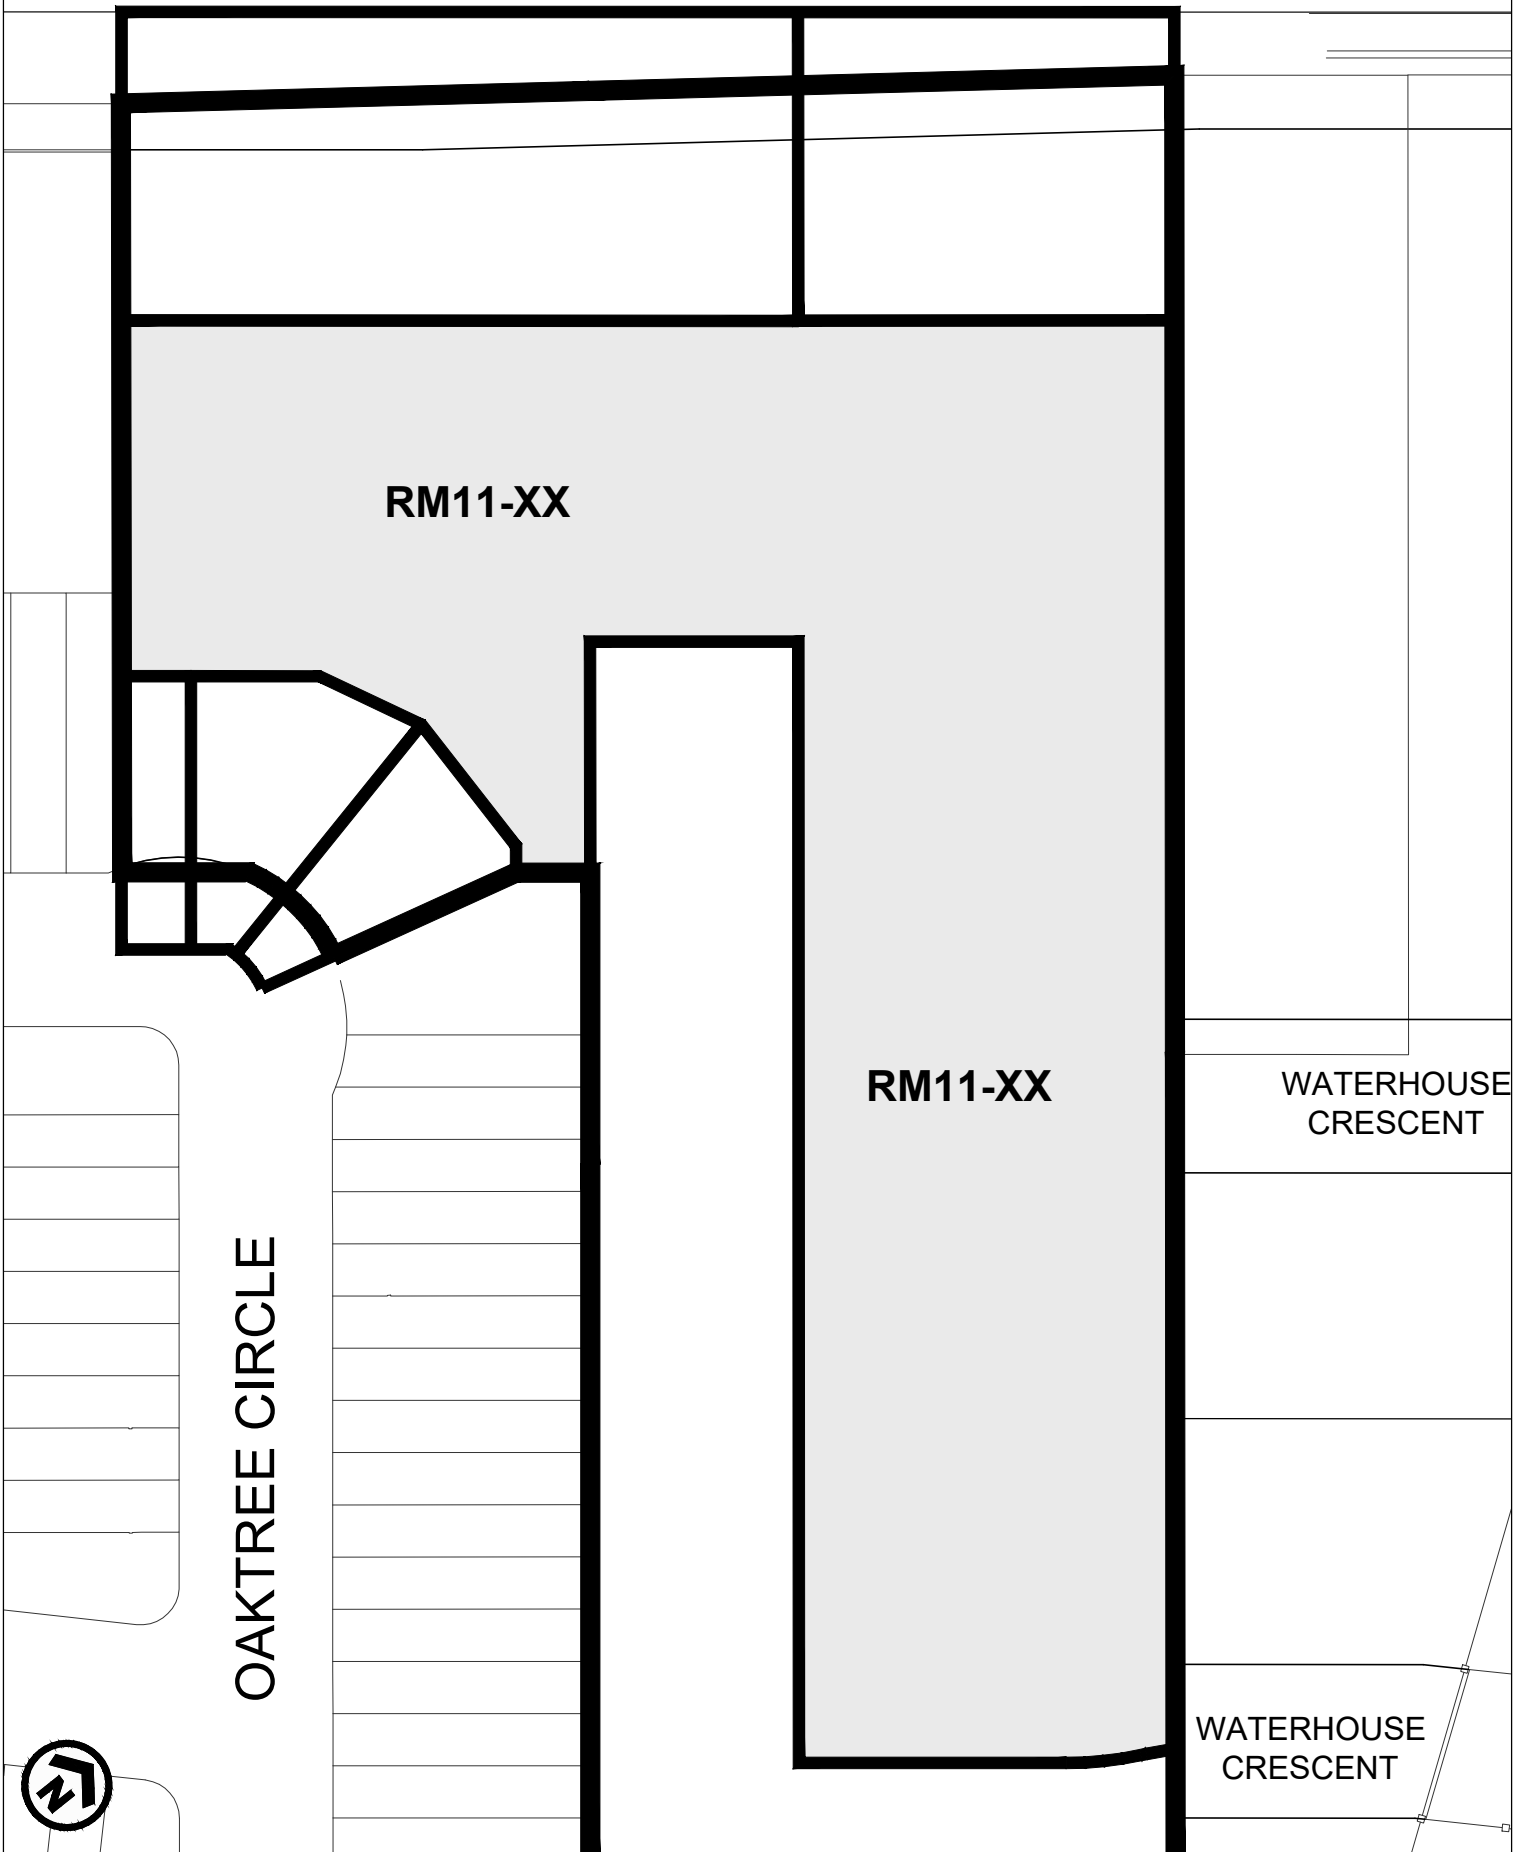 RM11-XX
RM11-XX
WATERHOUSE
CRESCENT
OAKTREE CIRCLE
WATERHOUSE
CRESCENT
N